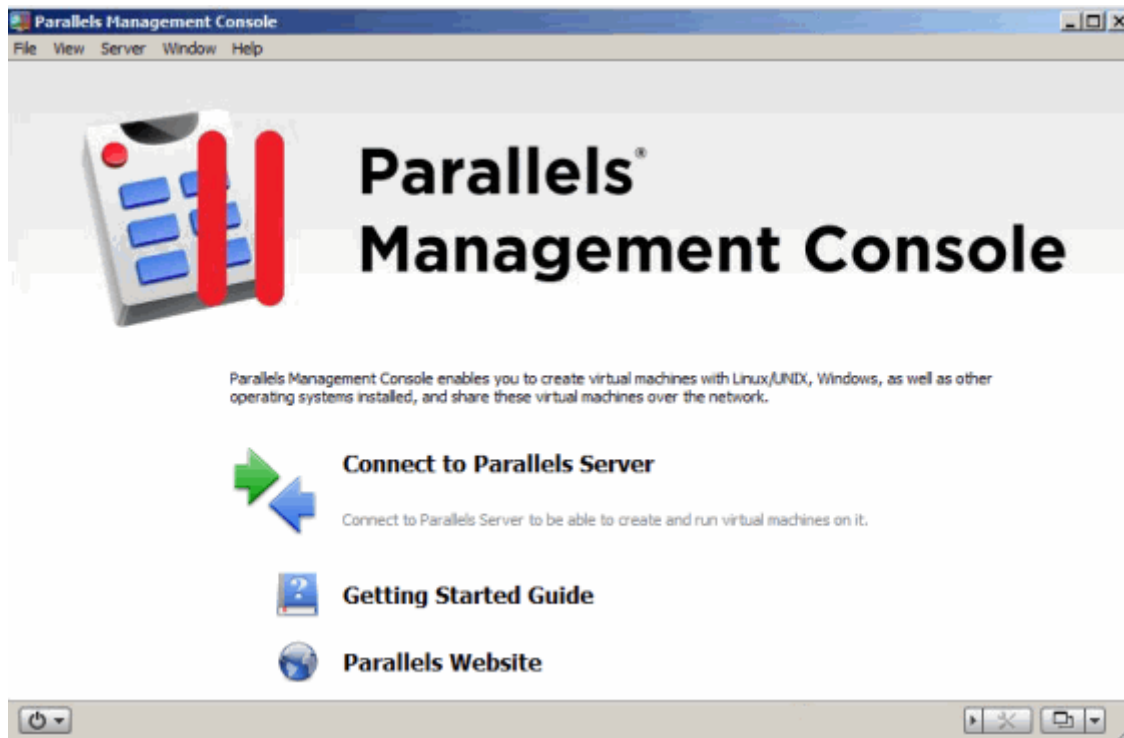 Parallels Management Console
File View Server Window Help
Parallels®
Management Console
Parallels Management Console enables you to create virtual machines with Linux/UNIX, Windows, as well as other
operating systems installed, and share these virtual machines over the network.
Connect to Parallels Server
Connect to Parallels Server to be able to create and run virtual machines on it.
Getting Started Guide
Parallels Website